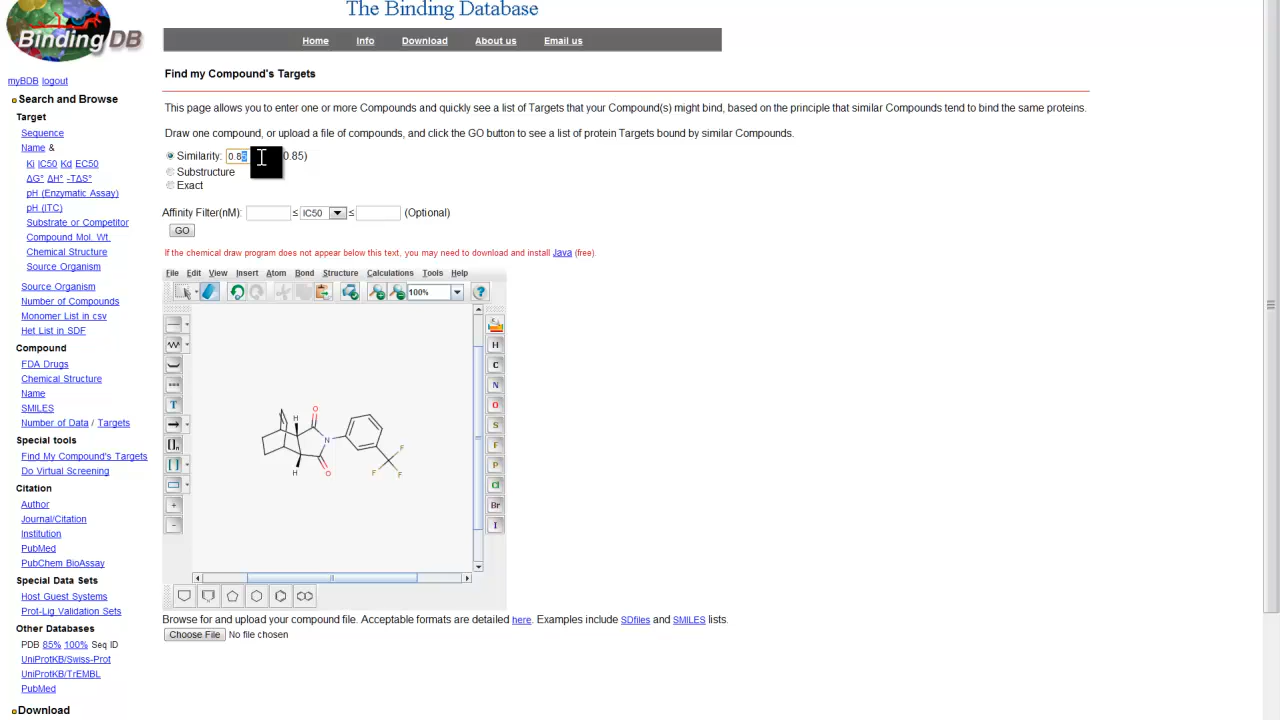 The Binding Database
BindingDB
Home Info Download About us Email us
myBDB logout
Search and Browse
Target
Sequence
Name &
Ki IC50 Kd EC50
ΔG° ΔH° -TΔS°
pH (Enzymatic Assay)
pH (ITC)
Substrate or Competitor
Compound Mol. Wt.
Chemical Structure
Source Organism
Source Organism
Number of Compounds
Monomer List in csv
Het List in SDF
Compound
FDA Drugs
Chemical Structure
Name
SMILES
Number of Data / Targets
Special tools
Find My Compound's Targets
Do Virtual Screening
Citation
Author
Journal/Citation
Institution
PubMed
PubChem BioAssay
Special Data Sets
Host Guest Systems
Prot-Lig Validation Sets
Other Databases
PDB 85% 100% Seq ID
UniProtKB/Swiss-Prot
UniProtKB/TrEMBL
PubMed
Download
Find my Compound's Targets
This page allows you to enter one or more Compounds and quickly see a list of Targets that your Compound(s) might bind, based on the principle that similar Compounds tend to bind the same proteins.
Draw one compound, or upload a file of compounds, and click the GO button to see a list of protein Targets bound by similar Compounds.
Similarity: 0.85 0.85)
Substructure
Exact
Affinity Filter(nM): ≤ IC50 ≤ (Optional)
GO
If the chemical draw program does not appear below this text, you may need to download and install Java (free).
File Edit View Insert Atom Bond Structure Calculations Tools Help
100% ?
H
C
N
T O
S
[]n F
[ ] P
Cl
+ Br
- I
O
H
N
F
F F
O
H
Browse for and upload your compound file. Acceptable formats are detailed here. Examples include SDfiles and SMILES lists.
Choose File No file chosen